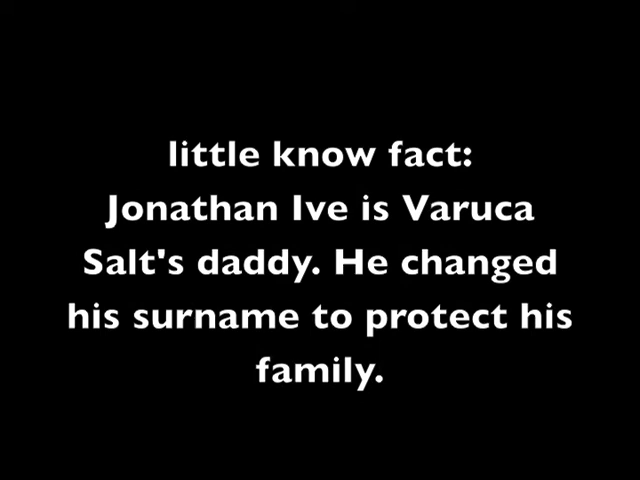 little know fact:
Jonathan Ive is Varuca
Salt's daddy. He changed
his surname to protect his
family.